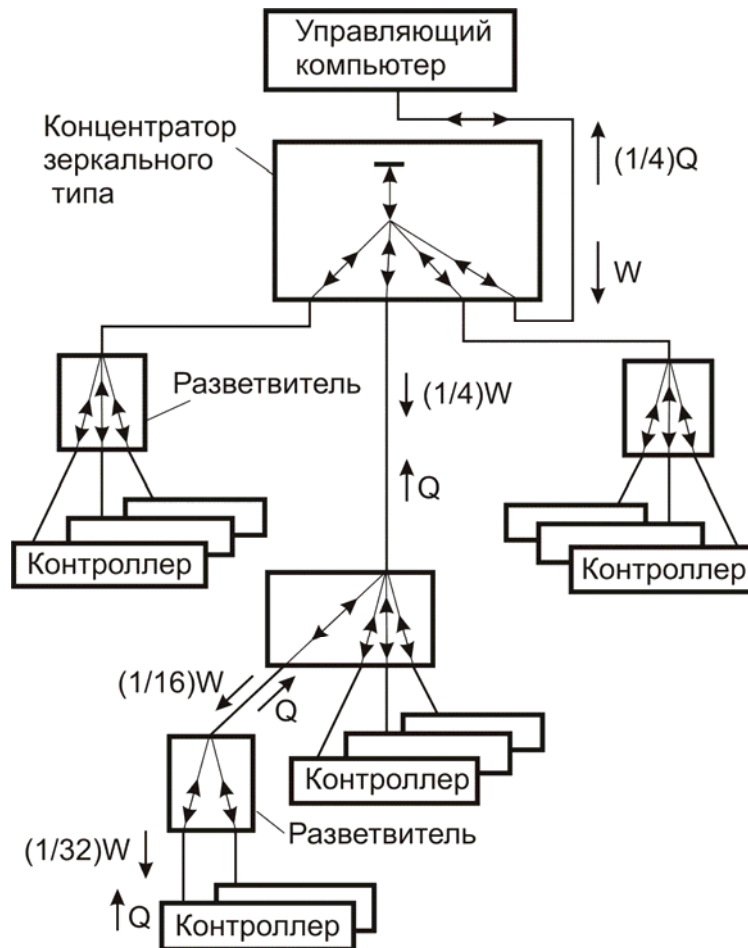 Управляющий
компьютер
Концентратор
зеркального
типа
(1/4)Q
W
Разветвитель
(1/4)W
Q
Контроллер
Контроллер
(1/16)W
Q
Контроллер
Разветвитель
(1/32)W
Q
Контроллер